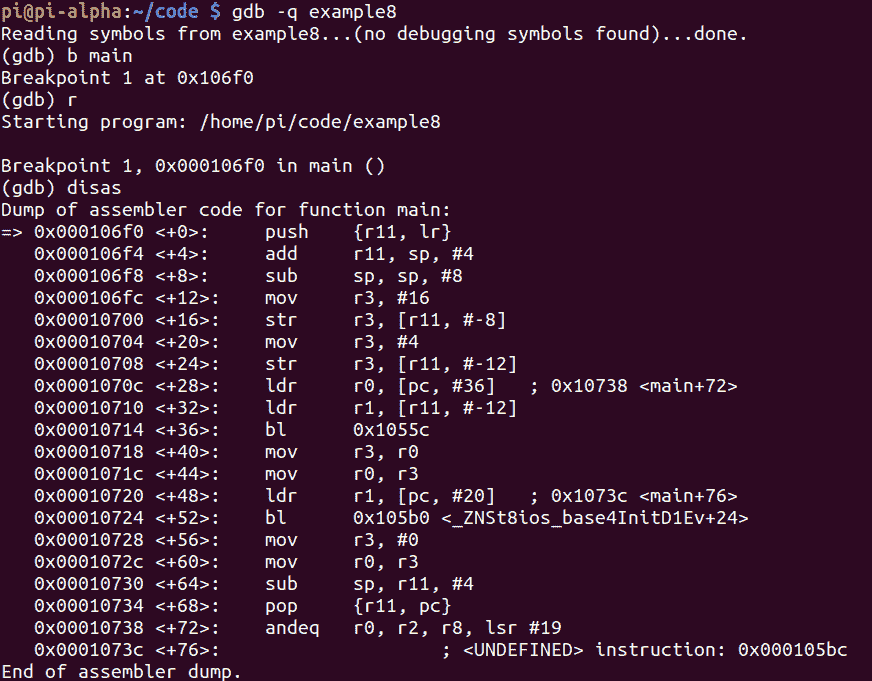 pi@pi-alpha:~/code $ gdb -q example8
Reading symbols from example8...(no debugging symbols found)...done.
(gdb) b main
Breakpoint 1 at 0x106f0
(gdb) r
Starting program: /home/pi/code/example8

Breakpoint 1, 0x000106f0 in main ()
(gdb) disas
Dump of assembler code for function main:
=> 0x000106f0 <+0>:     push    {r11, lr}
   0x000106f4 <+4>:     add     r11, sp, #4
   0x000106f8 <+8>:     sub     sp, sp, #8
   0x000106fc <+12>:    mov     r3, #16
   0x00010700 <+16>:    str     r3, [r11, #-8]
   0x00010704 <+20>:    mov     r3, #4
   0x00010708 <+24>:    str     r3, [r11, #-12]
   0x0001070c <+28>:    ldr     r0, [pc, #36]   ; 0x10738 <main+72>
   0x00010710 <+32>:    ldr     r1, [r11, #-12]
   0x00010714 <+36>:    bl      0x1055c
   0x00010718 <+40>:    mov     r3, r0
   0x0001071c <+44>:    mov     r0, r3
   0x00010720 <+48>:    ldr     r1, [pc, #20]   ; 0x1073c <main+76>
   0x00010724 <+52>:    bl      0x105b0 <_ZNSt8ios_base4InitD1Ev+24>
   0x00010728 <+56>:    mov     r3, #0
   0x0001072c <+60>:    mov     r0, r3
   0x00010730 <+64>:    sub     sp, r11, #4
   0x00010734 <+68>:    pop     {r11, pc}
   0x00010738 <+72>:    andeq   r0, r2, r8, lsr #19
   0x0001073c <+76>:                    ; <UNDEFINED> instruction: 0x000105bc
End of assembler dump.